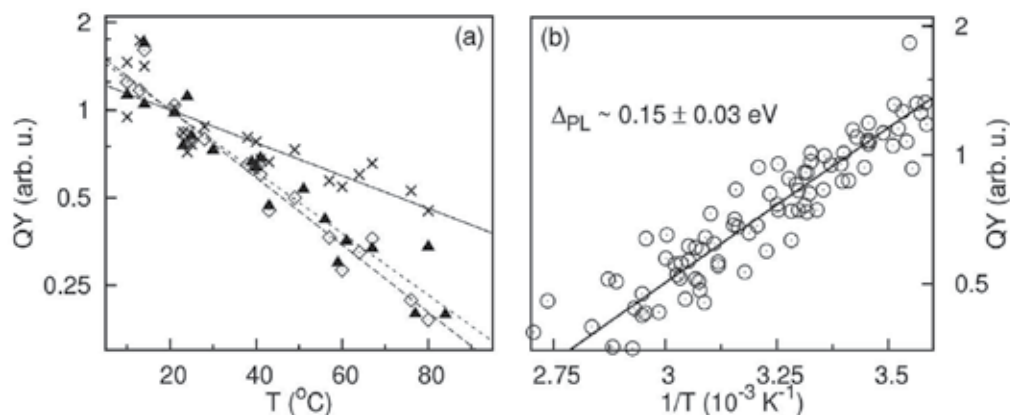 2
1
0.5
0.25
QY (arb. u.)
20
40
60
80
T (°C)
(a)
(b)
Δ_PL ~ 0.15 ± 0.03 eV
2
1
0.5
QY (arb. u.)
2.75
3
3.25
3.5
1/T (10⁻³ K⁻¹)